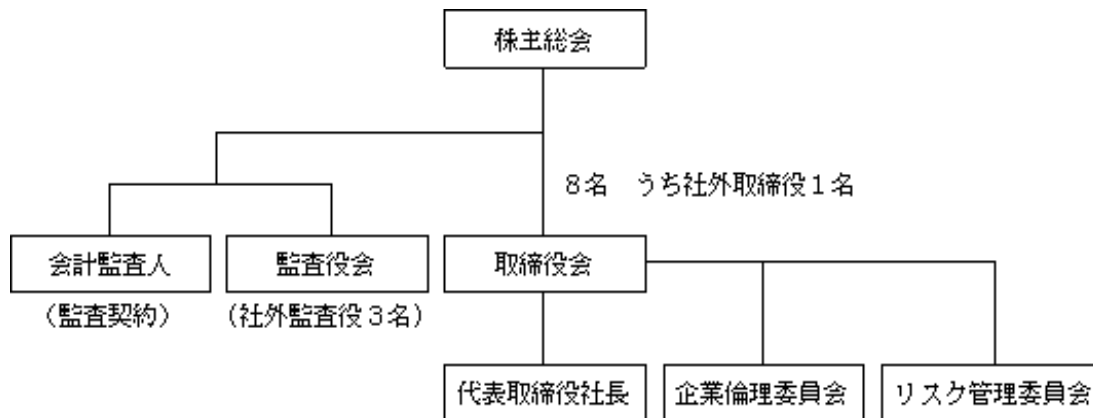 株主総会
8名　うち社外取締役1名
会計監査人
監査役会
取締役会
(監査契約)
(社外監査役3名)
代表取締役社長
企業倫理委員会
リスク管理委員会